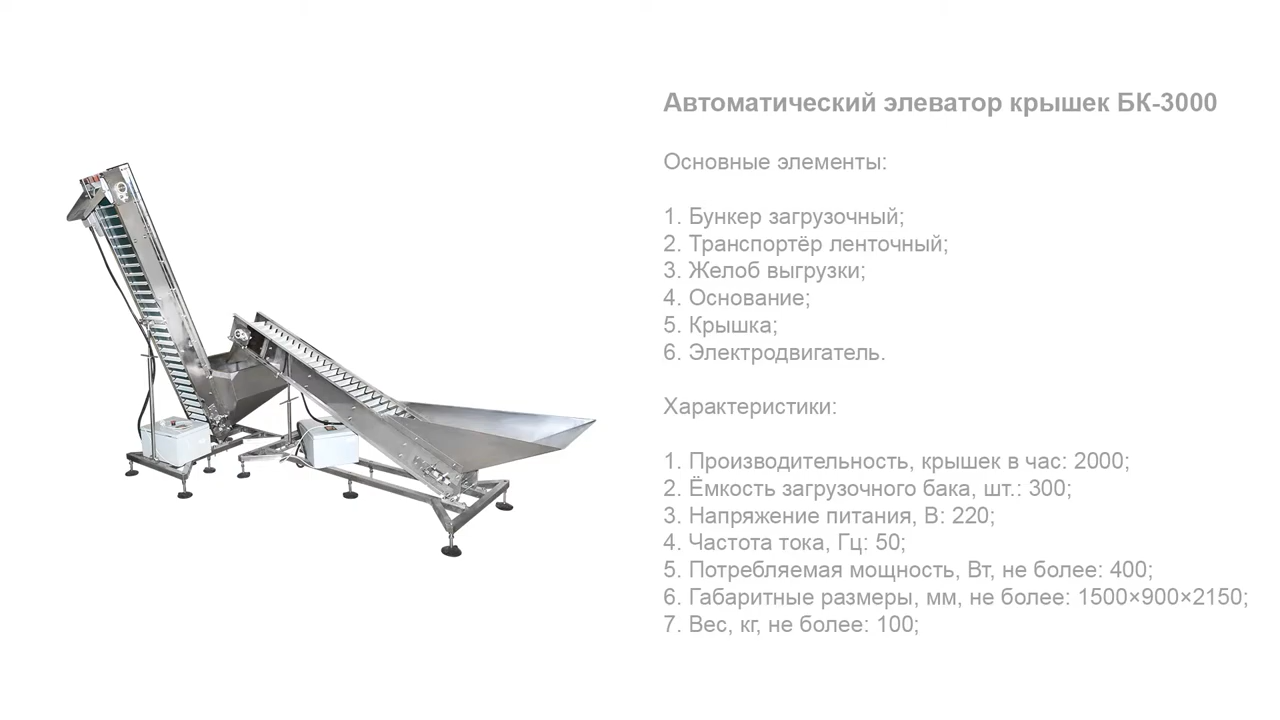 Автоматический элеватор крышек БК-3000
Основные элементы:
1. Бункер загрузочный;
2. Транспортёр ленточный;
3. Желоб выгрузки;
4. Основание;
5. Крышка;
6. Электродвигатель.
Характеристики:
1. Производительность, крышек в час: 2000;
2. Ёмкость загрузочного бака, шт.: 300;
3. Напряжение питания, В: 220;
4. Частота тока, Гц: 50;
5. Потребляемая мощность, Вт, не более: 400;
6. Габаритные размеры, мм, не более: 1500×900×2150;
7. Вес, кг, не более: 100;